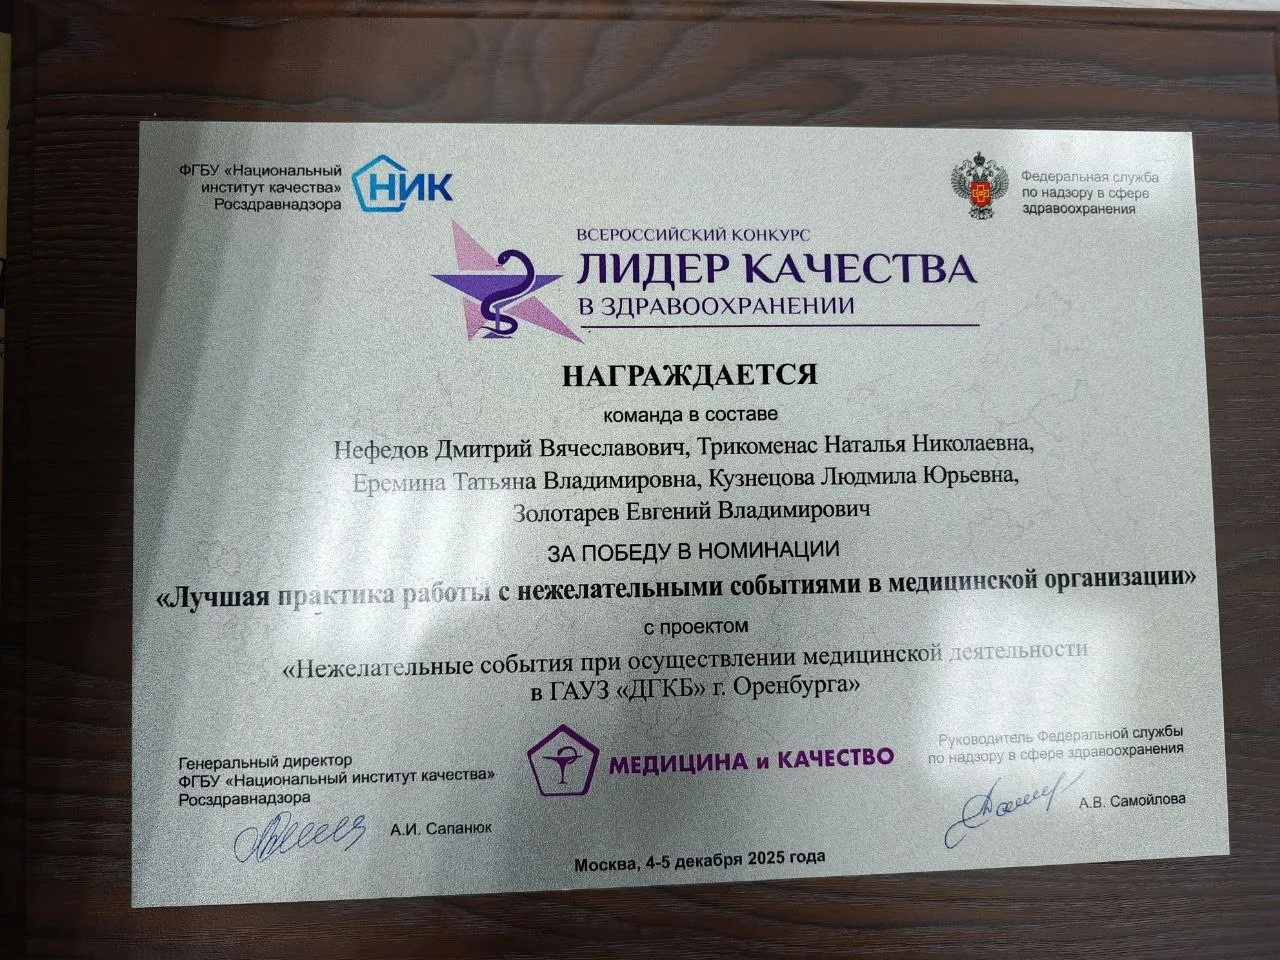 ФГБУ «Национальный
институт качества»
Росздравнадзора
НИК
Федеральная служба
по надзору в сфере
здравоохранения
ВСЕРОССИЙСКИЙ КОНКУРС
ЛИДЕР КАЧЕСТВА
В ЗДРАВООХРАНЕНИИ
НАГРАЖДАЕТСЯ
команда в составе
Нефедов Дмитрий Вячеславович, Трикоменас Наталья Николаевна,
Еремина Татьяна Владимировна, Кузнецова Людмила Юрьевна,
Золотарев Евгений Владимирович
ЗА ПОБЕДУ В НОМИНАЦИИ
«Лучшая практика работы с нежелательными событиями в медицинской организации»
с проектом
«Нежелательные события при осуществлении медицинской деятельности
в ГАУЗ «ДГКБ» г. Оренбурга»
Генеральный директор
ФГБУ «Национальный институт качества»
Росздравнадзора
А.И. Сапанюк
МЕДИЦИНА и КАЧЕСТВО
Руководитель Федеральной службы
по надзору в сфере здравоохранения
А.В. Самойлова
Москва, 4-5 декабря 2025 года